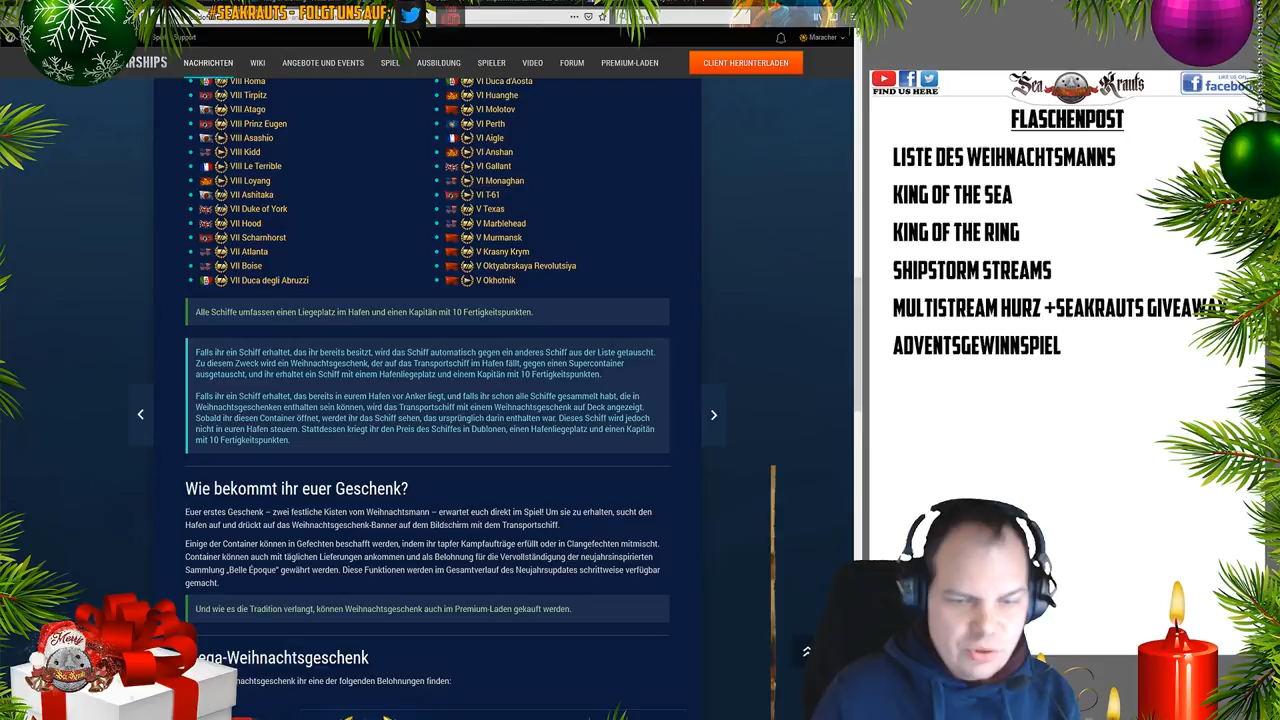 #SEAKRAUTS - FOLGT UNS AUF:
Support
Maracher
ARSHIPS
NACHRICHTEN
WIKI
ANGEBOTE UND EVENTS
SPIEL
AUSBILDUNG
SPIELER
VIDEO
FORUM
PREMIUM-LADEN
CLIENT HERUNTERLADEN
VIII Roma
VIII Tirpitz
VIII Atago
VIII Prinz Eugen
VIII Asashio
VIII Kidd
VIII Le Terrible
VIII Loyang
VII Ashitaka
VII Duke of York
VII Hood
VII Scharnhorst
VII Atlanta
VII Boise
VII Duca degli Abruzzi
VI Duca d'Aosta
VI Huanghe
VI Molotov
VI Perth
VI Aigle
VI Anshan
VI Gallant
VI Monaghan
VI T-61
V Texas
V Marblehead
V Murmansk
V Krasny Krym
V Oktyabrskaya Revolutsiya
V Okhotnik
Alle Schiffe umfassen einen Liegeplatz im Hafen und einen Kapitän mit 10 Fertigkeitspunkten.
Falls ihr ein Schiff erhaltet, das ihr bereits besitzt, wird das Schiff automatisch gegen ein anderes Schiff aus der Liste getauscht.
Zu diesem Zweck wird ein Weihnachtsgeschenk, der auf das Transportschiff im Hafen fällt, gegen einen Supercontainer
ausgetauscht, und ihr erhaltet ein Schiff mit einem Hafenliegeplatz und einem Kapitän mit 10 Fertigkeitspunkten.
Falls ihr ein Schiff erhaltet, das bereits in eurem Hafen vor Anker liegt, und falls ihr schon alle Schiffe gesammelt habt, die in
Weihnachtsgeschenken enthalten sein können, wird das Transportschiff mit einem Weihnachtsgeschenk auf Deck angezeigt.
Sobald ihr diesen Container öffnet, werdet ihr das Schiff sehen, das ursprünglich darin enthalten war. Dieses Schiff wird jedoch
nicht in euren Hafen steuern. Stattdessen kriegt ihr den Preis des Schiffes in Dublonen, einen Hafenliegeplatz und einen Kapitän
mit 10 Fertigkeitspunkten.
Wie bekommt ihr euer Geschenk?
Euer erstes Geschenk – zwei festliche Kisten vom Weihnachtsmann – erwartet euch direkt im Spiel! Um sie zu erhalten, sucht den
Hafen auf und drückt auf das Weihnachtsgeschenk-Banner auf dem Bildschirm mit dem Transportschiff.
Einige der Container können in Gefechten beschafft werden, indem ihr tapfer Kampfaufträge erfüllt oder in Clangefechten mitmischt.
Container können auch mit täglichen Lieferungen ankommen und als Belohnung für die Vervollständigung der neujahrsinspirierten
Sammlung „Belle Époque" gewährt werden. Diese Funktionen werden im Gesamtverlauf des Neujahrsupdates schrittweise verfügbar
gemacht.
Und wie es die Tradition verlangt, können Weihnachtsgeschenk auch im Premium-Laden gekauft werden.
ega-Weihnachtsgeschenk
hnachtsgeschenk ihr eine der folgenden Belohnungen finden:
Merry
FIND US HERE
Sea Krauts
LIKE US ON
facebo
FLASCHENPOST
LISTE DES WEIHNACHTSMANNS
KING OF THE SEA
KING OF THE RING
SHIPSTORM STREAMS
MULTISTREAM HURZ +SEAKRAUTS GIVEAWAY
ADVENTSGEWINNSPIEL